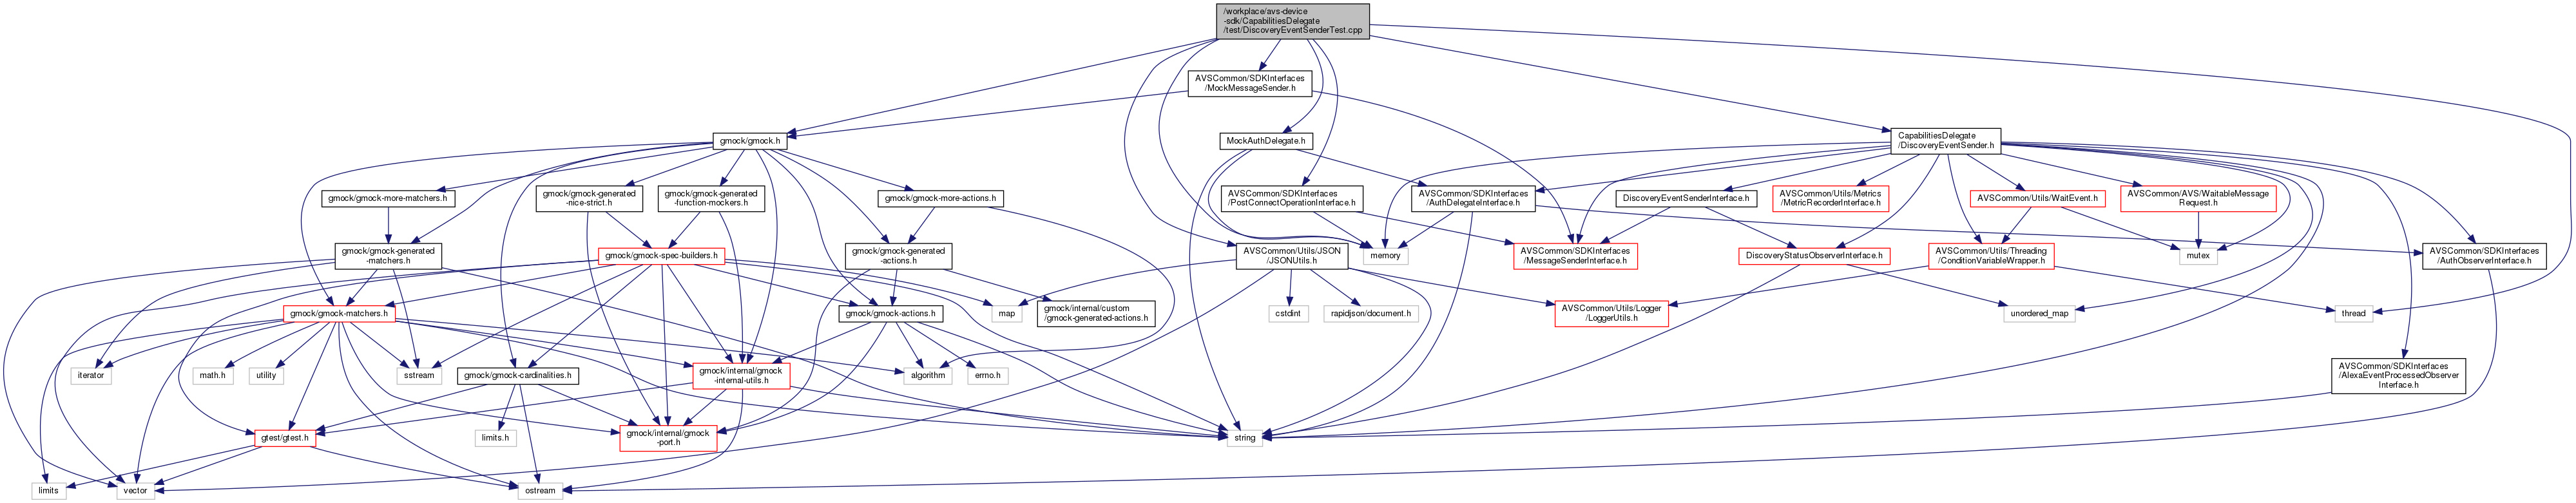 /workplace/avs-device
-sdk/CapabilitiesDelegate
/test/DiscoveryEventSenderTest.cpp
AVSCommon/SDKInterfaces
/MockMessageSender.h
gmock/gmock.h
MockAuthDelegate.h
CapabilitiesDelegate
/DiscoveryEventSender.h
gmock/gmock-more-matchers.h
gmock/gmock-generated
-nice-strict.h
gmock/gmock-generated
-function-mockers.h
gmock/gmock-more-actions.h
AVSCommon/SDKInterfaces
/PostConnectOperationInterface.h
AVSCommon/SDKInterfaces
/AuthDelegateInterface.h
DiscoveryEventSenderInterface.h
AVSCommon/Utils/Metrics
/MetricRecorderInterface.h
AVSCommon/Utils/WaitEvent.h
AVSCommon/AVS/WaitableMessage
Request.h
gmock/gmock-generated
-matchers.h
gmock/gmock-spec-builders.h
gmock/gmock-generated
-actions.h
AVSCommon/Utils/JSON
/JSONUtils.h
memory
AVSCommon/SDKInterfaces
/MessageSenderInterface.h
DiscoveryStatusObserverInterface.h
AVSCommon/Utils/Threading
/ConditionVariableWrapper.h
mutex
AVSCommon/SDKInterfaces
/AuthObserverInterface.h
gmock/gmock-matchers.h
gmock/gmock-actions.h
map
gmock/internal/custom
/gmock-generated-actions.h
cstdint
rapidjson/document.h
AVSCommon/Utils/Logger
/LoggerUtils.h
unordered_map
thread
iterator
math.h
utility
sstream
gmock/gmock-cardinalities.h
gmock/internal/gmock
-internal-utils.h
algorithm
errno.h
AVSCommon/SDKInterfaces
/AlexaEventProcessedObserver
Interface.h
gtest/gtest.h
limits.h
gmock/internal/gmock
-port.h
string
limits
vector
ostream